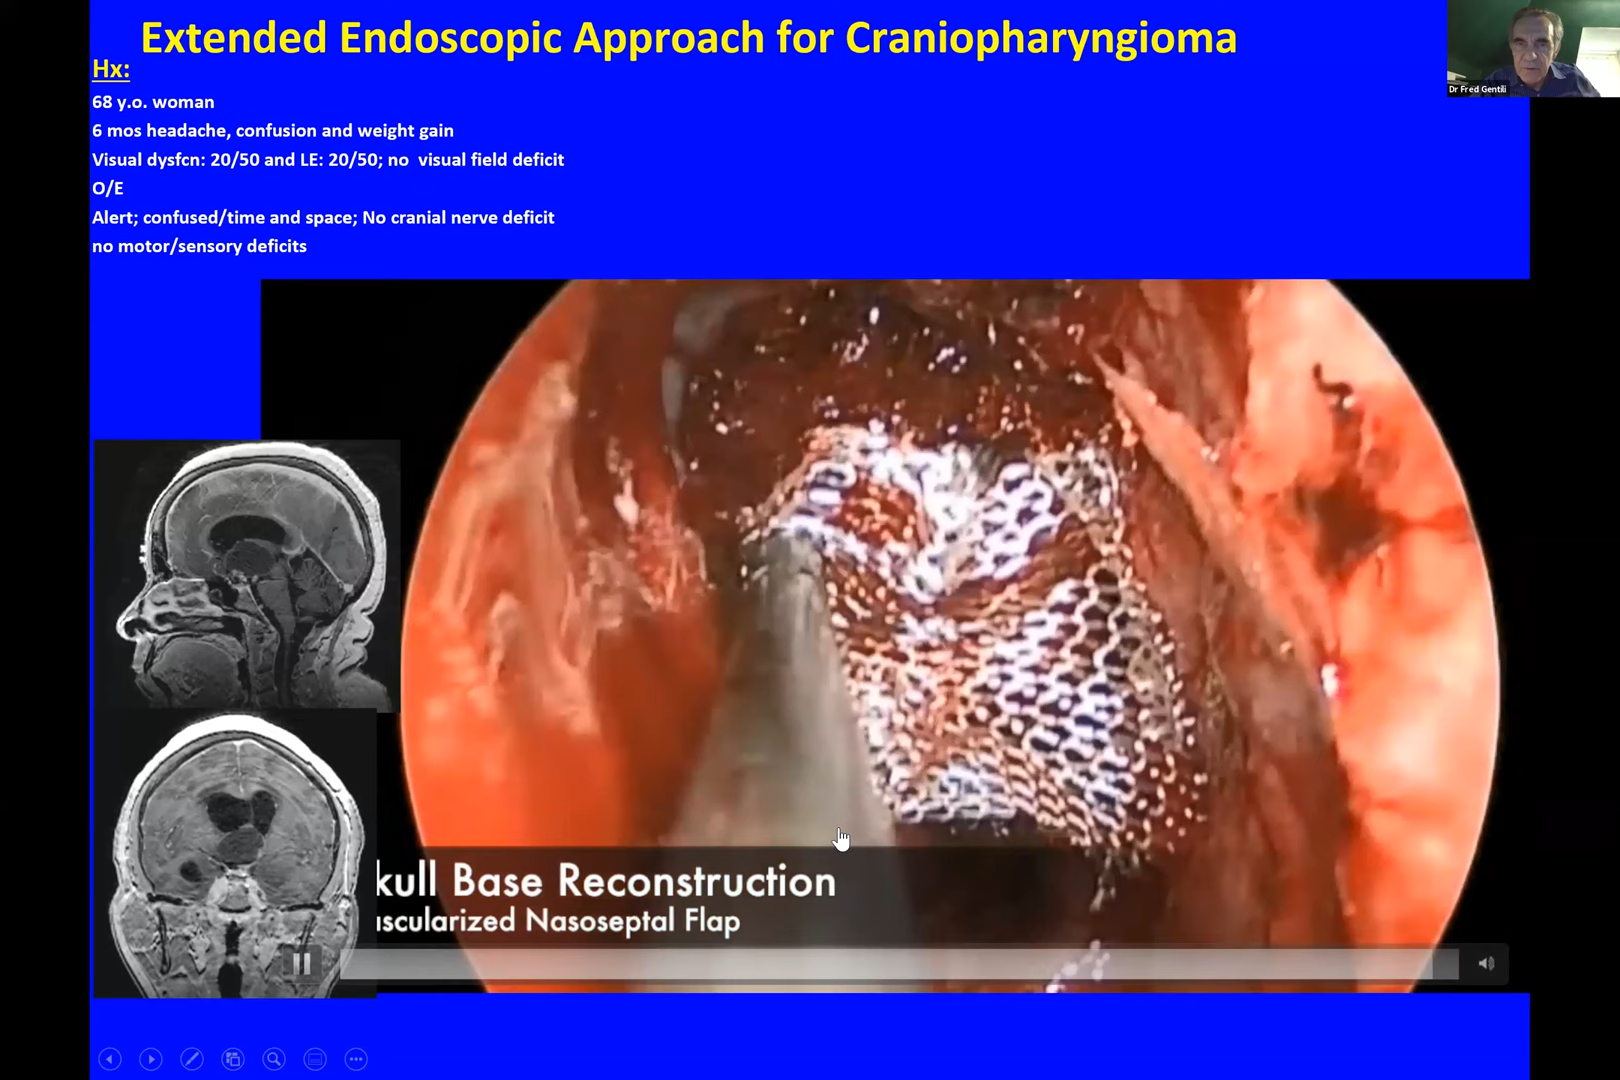 Extended Endoscopic Approach for Craniopharyngioma
Dr Fred Gentili
Hx:
68 y.o. woman
6 mos headache, confusion and weight gain
Visual dysfcn: 20/50 and LE: 20/50; no visual field deficit
O/E
Alert; confused/time and space; No cranial nerve deficit
no motor/sensory deficits
kull Base Reconstruction
ascularized Nasoseptal Flap